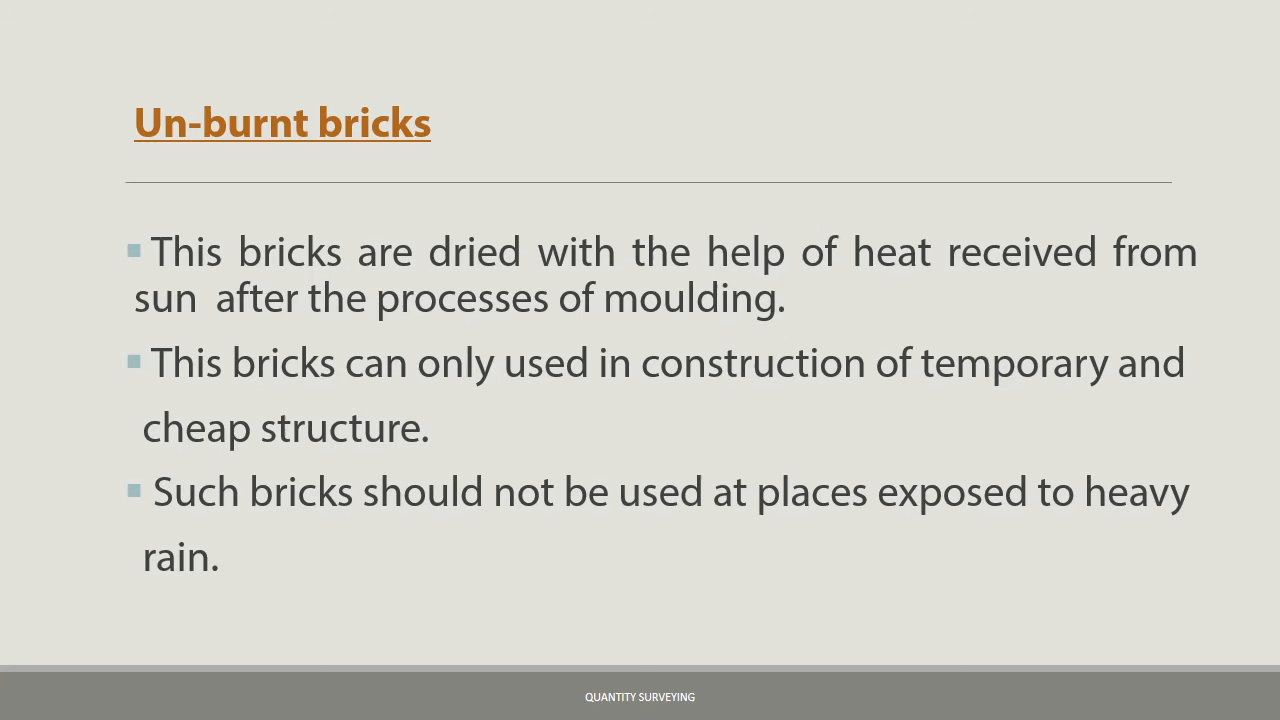 Un-burnt bricks
This bricks are dried with the help of heat received from
sun after the processes of moulding.
This bricks can only used in construction of temporary and
cheap structure.
Such bricks should not be used at places exposed to heavy
rain.
QUANTITY SURVEYING